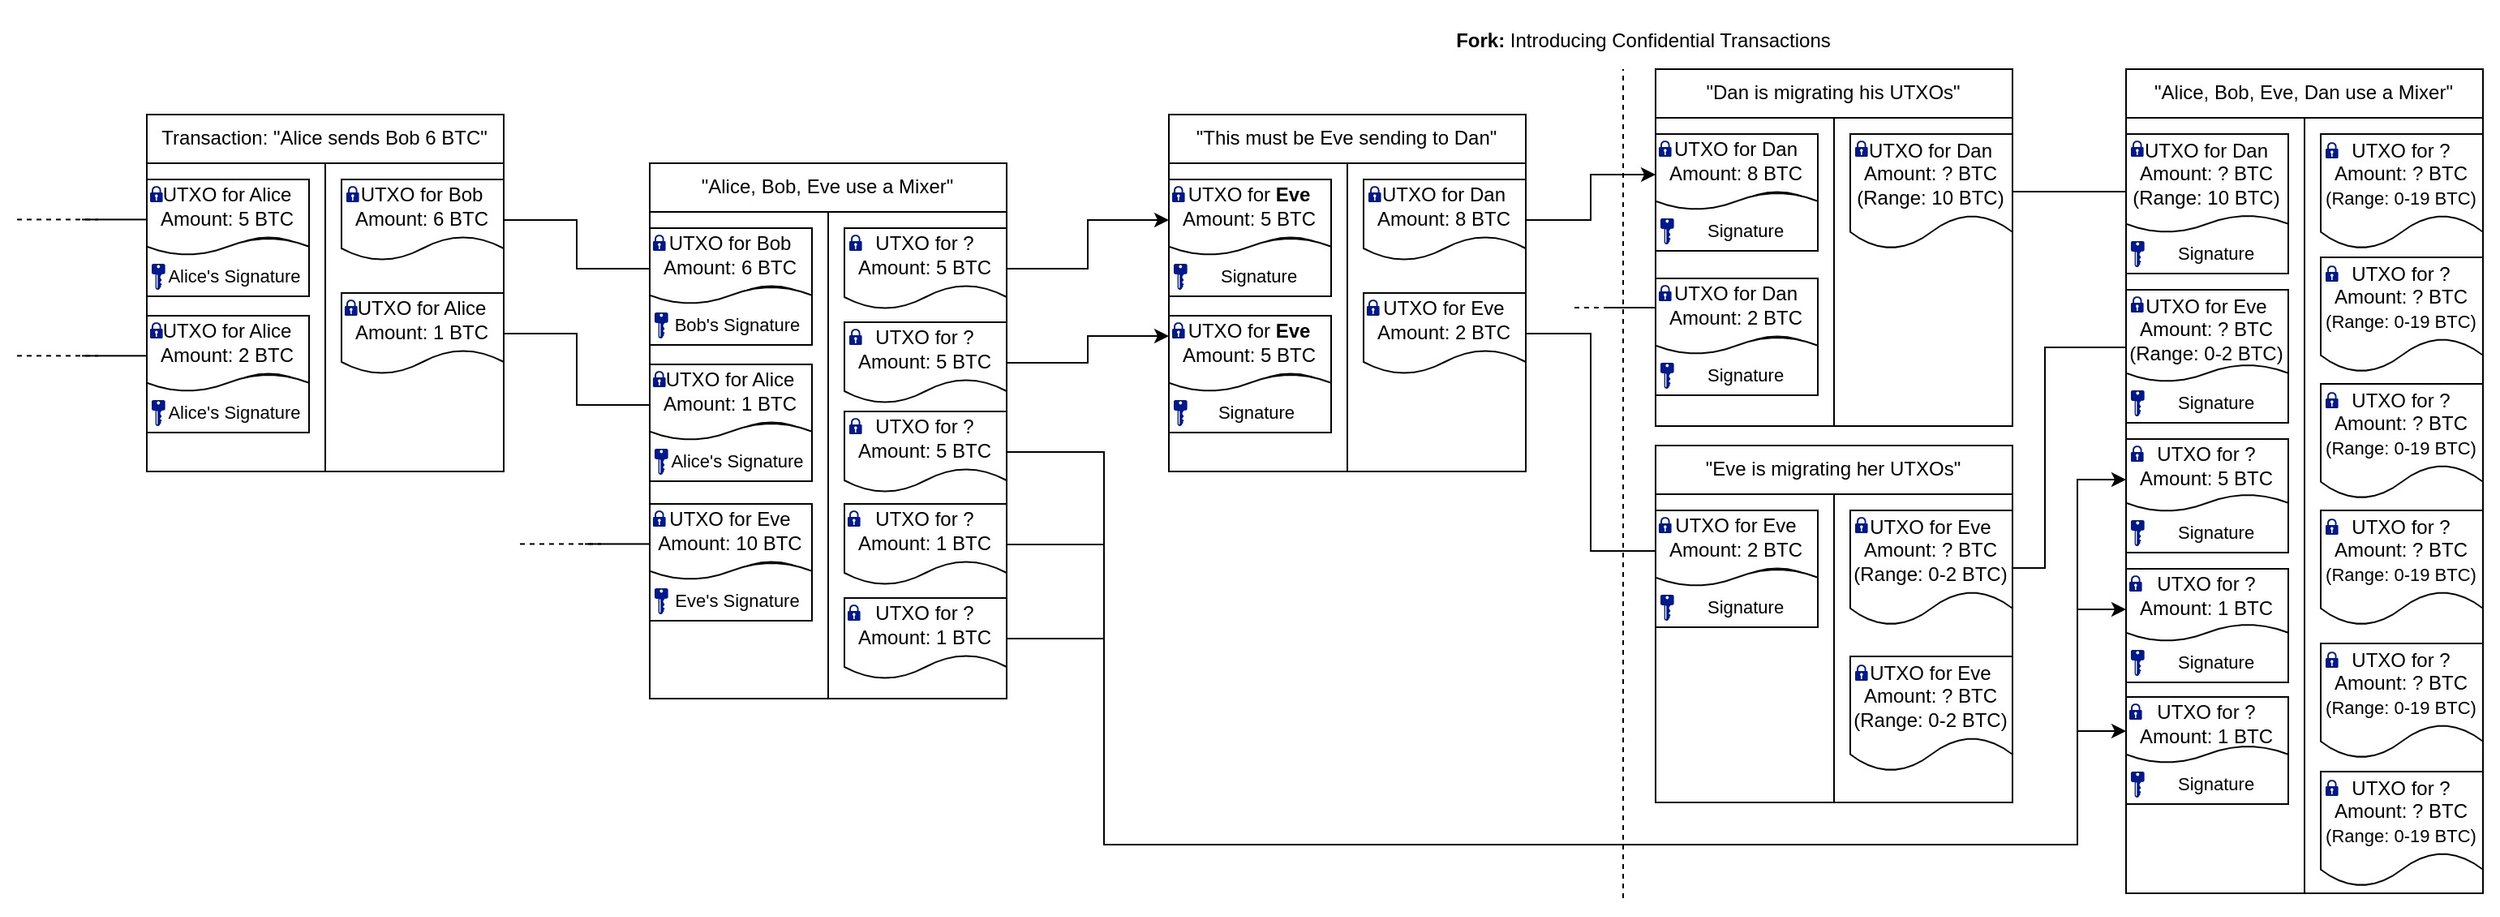 Fork: Introducing Confidential Transactions
Transaction: "Alice sends Bob 6 BTC"
UTXO for Alice
Amount: 5 BTC
Alice's Signature
UTXO for Alice
Amount: 2 BTC
Alice's Signature
UTXO for Bob
Amount: 6 BTC
UTXO for Alice
Amount: 1 BTC
"Alice, Bob, Eve use a Mixer"
UTXO for Bob
Amount: 6 BTC
Bob's Signature
UTXO for Alice
Amount: 1 BTC
Alice's Signature
UTXO for Eve
Amount: 10 BTC
Eve's Signature
UTXO for ?
Amount: 5 BTC
UTXO for ?
Amount: 5 BTC
UTXO for ?
Amount: 5 BTC
UTXO for ?
Amount: 1 BTC
UTXO for ?
Amount: 1 BTC
"This must be Eve sending to Dan"
UTXO for Eve
Amount: 5 BTC
Signature
UTXO for Eve
Amount: 5 BTC
Signature
UTXO for Dan
Amount: 8 BTC
UTXO for Eve
Amount: 2 BTC
"Dan is migrating his UTXOs"
UTXO for Dan
Amount: 8 BTC
Signature
UTXO for Dan
Amount: 2 BTC
Signature
UTXO for Dan
Amount: ? BTC
(Range: 10 BTC)
"Eve is migrating her UTXOs"
UTXO for Eve
Amount: 2 BTC
Signature
UTXO for Eve
Amount: ? BTC
(Range: 0-2 BTC)
UTXO for Eve
Amount: ? BTC
(Range: 0-2 BTC)
"Alice, Bob, Eve, Dan use a Mixer"
UTXO for Dan
Amount: ? BTC
(Range: 10 BTC)
Signature
UTXO for Eve
Amount: ? BTC
(Range: 0-2 BTC)
Signature
UTXO for ?
Amount: 5 BTC
Signature
UTXO for ?
Amount: 1 BTC
Signature
UTXO for ?
Amount: 1 BTC
Signature
UTXO for ?
Amount: ? BTC
(Range: 0-19 BTC)
UTXO for ?
Amount: ? BTC
(Range: 0-19 BTC)
UTXO for ?
Amount: ? BTC
(Range: 0-19 BTC)
UTXO for ?
Amount: ? BTC
(Range: 0-19 BTC)
UTXO for ?
Amount: ? BTC
(Range: 0-19 BTC)
UTXO for ?
Amount: ? BTC
(Range: 0-19 BTC)